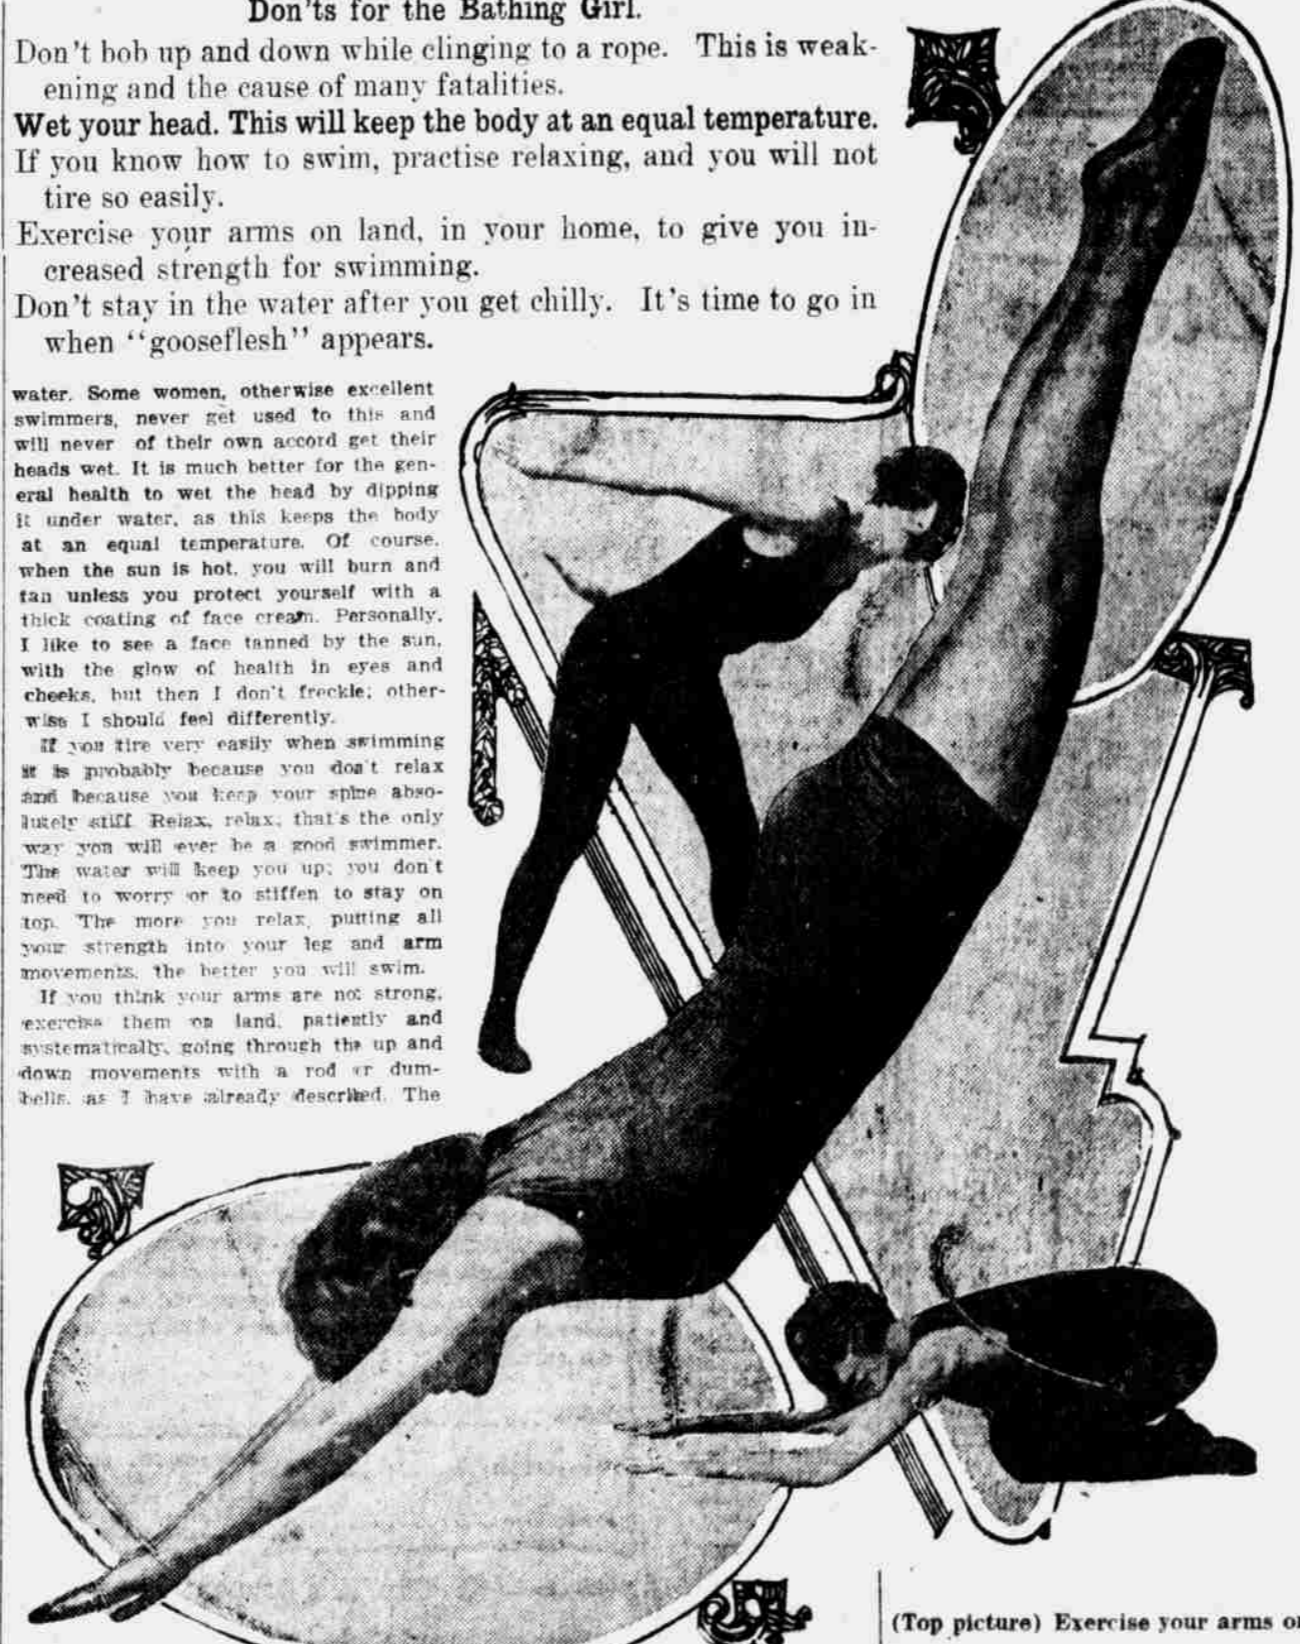 Don'ts for the Bathing Girl.
Don't bob up and down while clinging to a rope. This is weak-
ening and the cause of many fatalities.
Wet your head. This will keep the body at an equal temperature.
If you know how to swim, practise relaxing, and you will not
tire so easily.
Exercise your arms on land, in your home, to give you in-
creased strength for swimming.
Don't stay in the water after you get chilly. It's time to go in
when "gooseflesh" appears.
water. Some women, otherwise excellent
swimmers, never get used to this and
will never of their own accord get their
heads wet. It is much better for the gen-
eral health to wet the head by dipping
it under water, as this keeps the body
at an equal temperature. Of course,
when the sun is hot, you will burn and
tan unless you protect yourself with a
thick coating of face cream. Personally,
I like to see a face tanned by the sun,
with the glow of health in eyes and
cheeks, but then I don't freckle; other-
wise I should feel differently.
If you tire very easily when swimming
it is probably because you don't relax
and because you keep your spine abso-
lutely stiff. Relax, relax; that's the only
way you will ever be a good swimmer.
The water will keep you up; you don't
need to worry or to stiffen to stay on
top. The more you relax, putting all
your strength into your leg and arm
movements, the better you will swim.
If you think your arms are not strong,
exercise them on land, patiently and
systematically, going through the up and
down movements with a rod or dum-
bells, as I have already described. The
(Top picture) Exercise your arms on